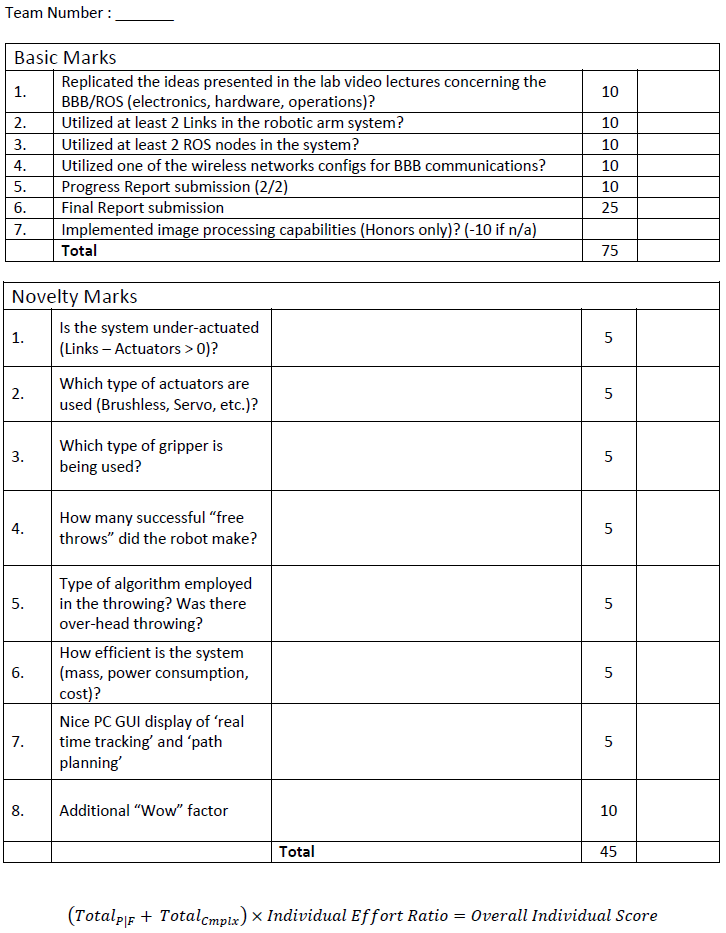 Team Number : _______
Basic Marks
1. Replicated the ideas presented in the lab video lectures concerning the
BBB/ROS (electronics, hardware, operations)? 10
2. Utilized at least 2 Links in the robotic arm system? 10
3. Utilized at least 2 ROS nodes in the system? 10
4. Utilized one of the wireless networks configs for BBB communications? 10
5. Progress Report submission (2/2) 10
6. Final Report submission 25
7. Implemented image processing capabilities (Honors only)? (-10 if n/a)
Total 75
Novelty Marks
1. Is the system under-actuated
(Links – Actuators > 0)? 5
2. Which type of actuators are
used (Brushless, Servo, etc.)? 5
3. Which type of gripper is
being used? 5
4. How many successful “free
throws” did the robot make? 5
5. Type of algorithm employed
in the throwing? Was there
over-head throwing? 5
6. How efficient is the system
(mass, power consumption,
cost)? 5
7. Nice PC GUI display of ‘real
time tracking’ and ‘path
planning’ 5
8. Additional “Wow” factor 10
Total 45
(Total_{P|F} + Total_{Cmplx}) × Individual Effort Ratio = Overall Individual Score